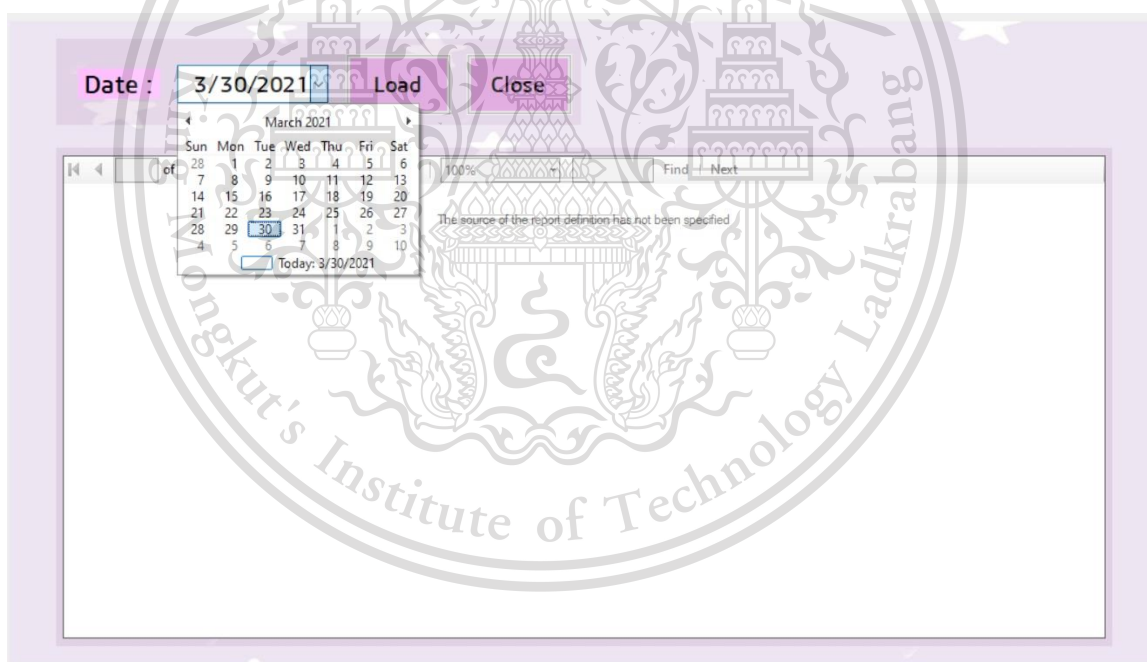 Date : 3/30/2021 Load Close
March 2021
Sun Mon Tue Wed Thu Fri Sat
28 1 2 3 4 5 6
7 8 9 10 11 12 13
14 15 16 17 18 19 20
21 22 23 24 25 26 27
28 29 30 31 1 2 3
4 5 6 7 8 9 10
Today: 3/30/2021
of 100% Find Next
The source of the report definition has not been specified
Mongkut's Institute of Technology Ladkrabang